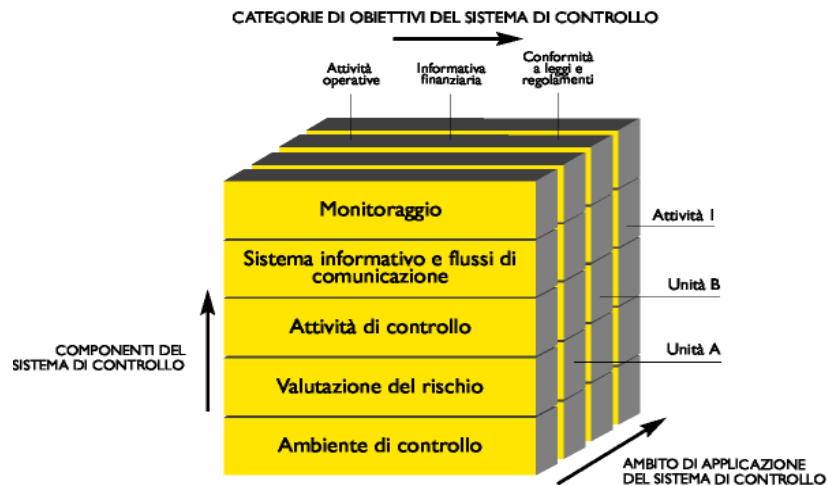 CATEGORIE DI OBIETTIVI DEL SISTEMA DI CONTROLLO
Attività
operative
Informativa
finanziaria
Conformità
a leggi e
regolamenti
Monitoraggio
Sistema informativo e flussi di
comunicazione
Attività di controllo
Valutazione del rischio
Ambiente di controllo
Attività I
Unità B
Unità A
COMPONENTI DEL
SISTEMA DI CONTROLLO
AMBITO DI APPLICAZIONE
DEL SISTEMA DI CONTROLLO